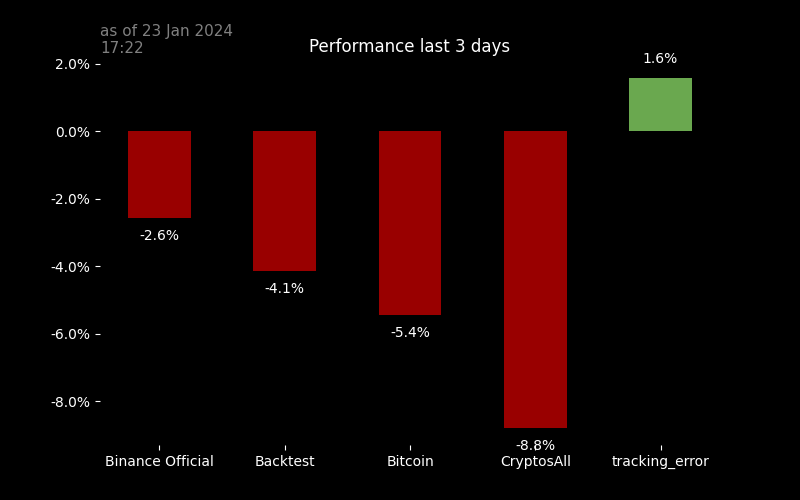 as of 23 Jan 2024
17:22
Performance last 3 days
2.0%
0.0%
-2.0%
-4.0%
-6.0%
-8.0%
-2.6%
-4.1%
-5.4%
-8.8%
1.6%
Binance Official
Backtest
Bitcoin
CryptosAll
tracking_error